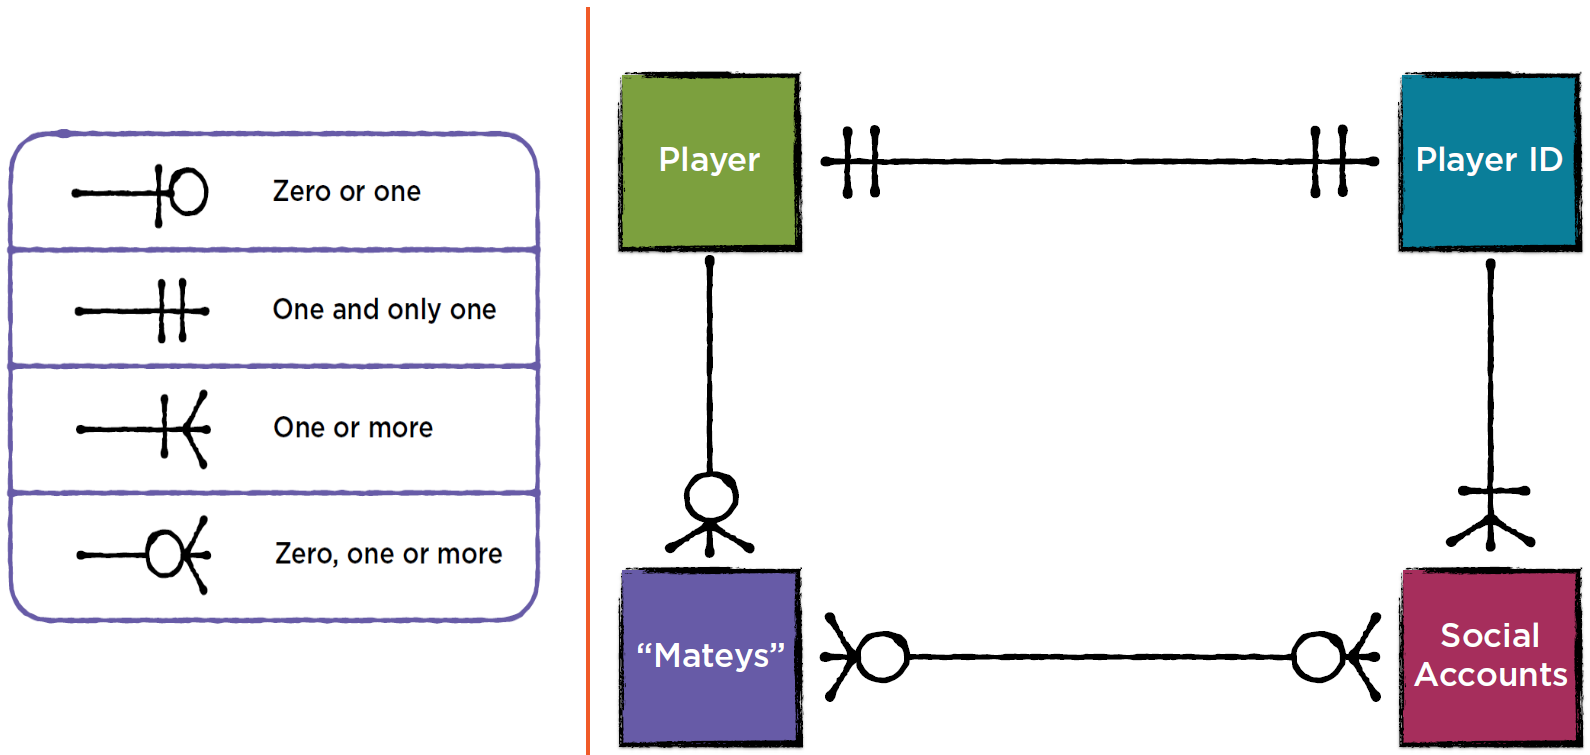 Zero or one
One and only one
One or more
Zero, one or more
Player
Player ID
“Mateys”
Social
Accounts